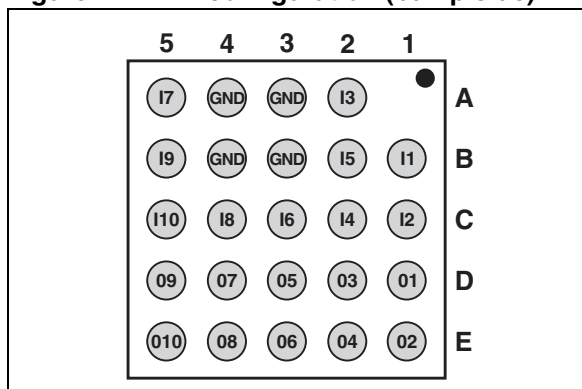 5 4 3 2 1
I7 GND GND I3 A
I9 GND GND I5 I1 B
I10 I8 I6 I4 I2 C
09 07 05 03 01 D
010 08 06 04 02 E